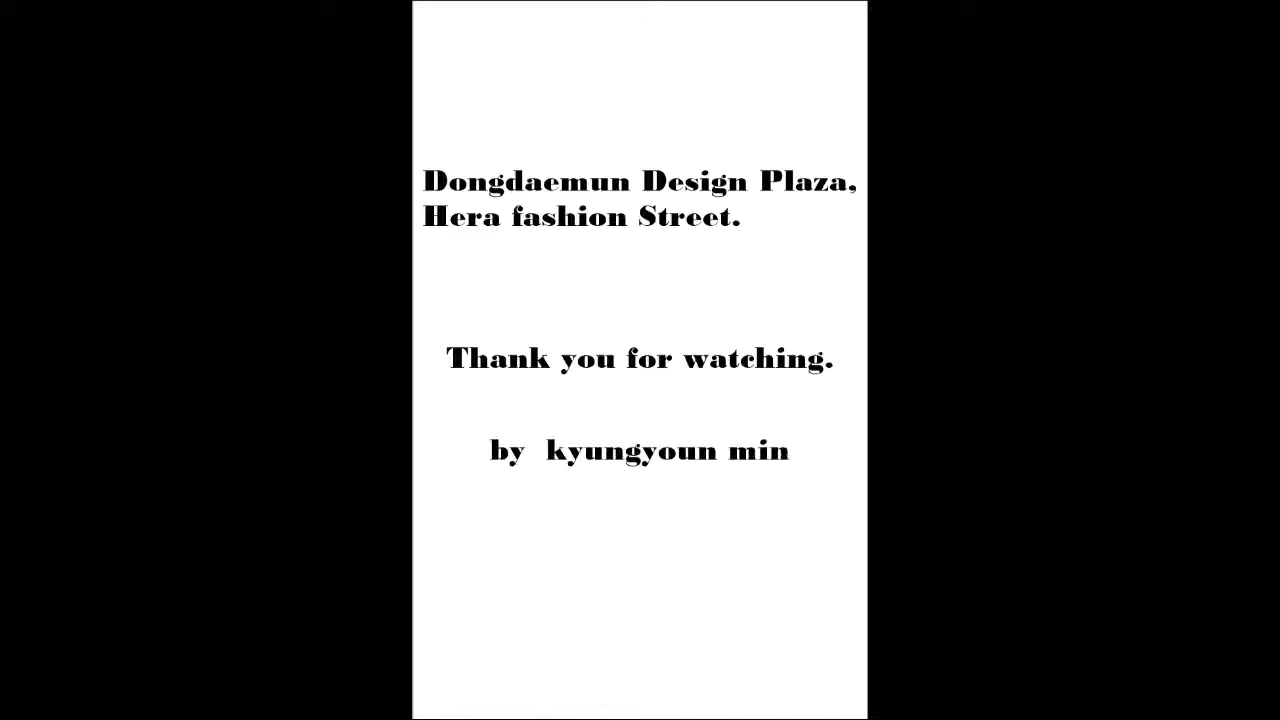 Dongdaemun Design Plaza,
Hera fashion Street.
Thank you for watching.
by kyungyoun min